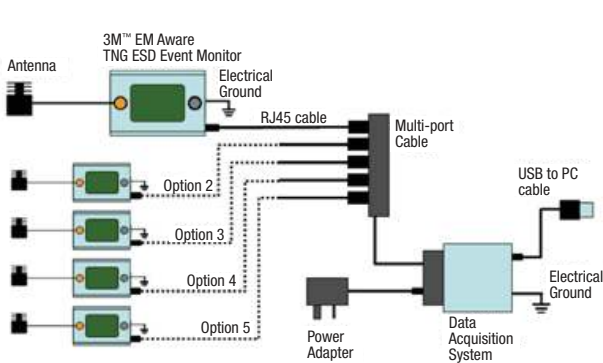 3M™ EM Aware
TNG ESD Event Monitor
Antenna
Electrical
Ground
RJ45 cable
Multi-port
Cable
Option 2
Option 3
Option 4
Option 5
USB to PC
cable
Electrical
Ground
Power
Adapter
Data
Acquisition
System